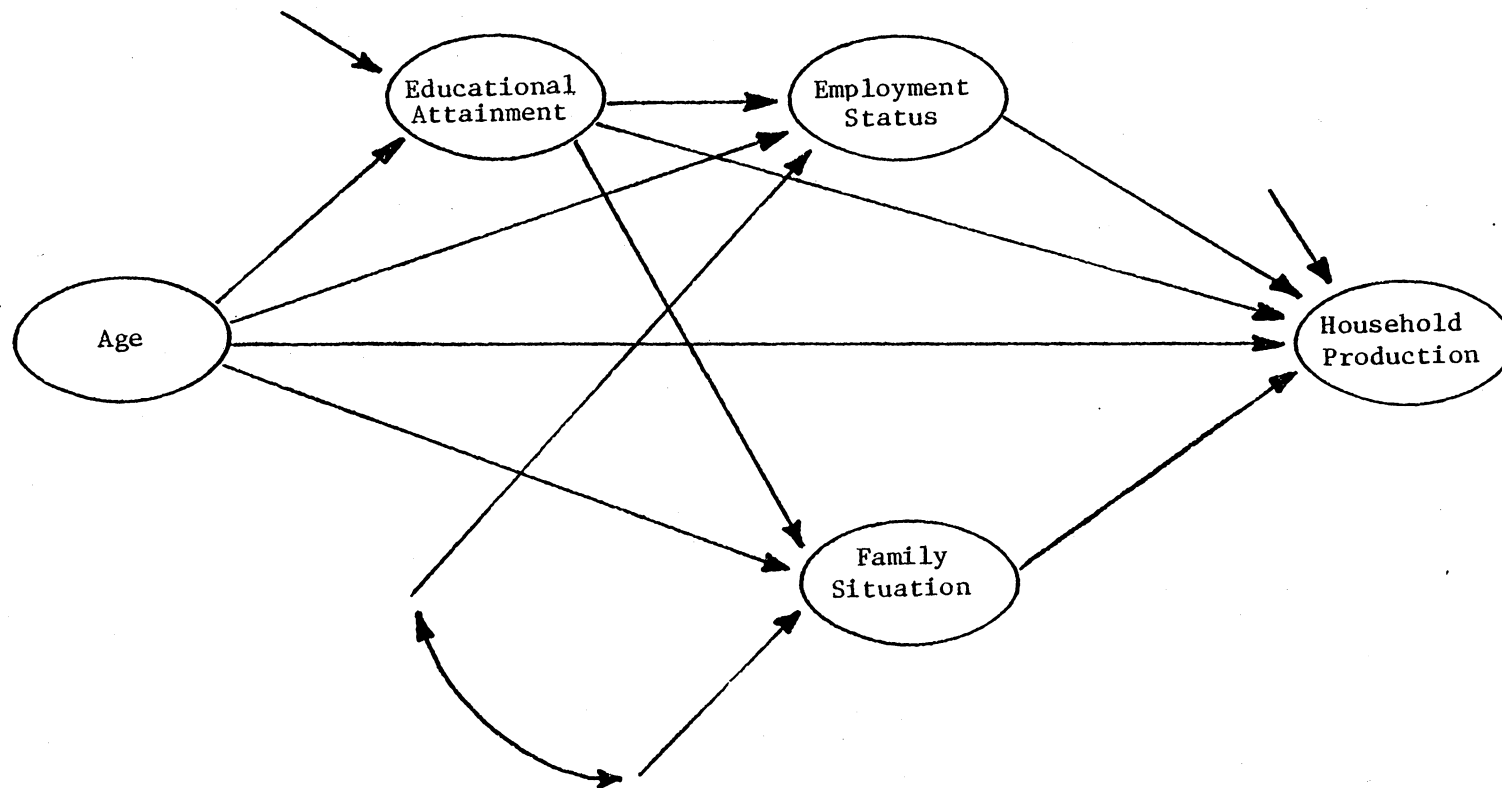 Educational
Attainment
Employment
Status
Age
Household
Production
Family
Situation